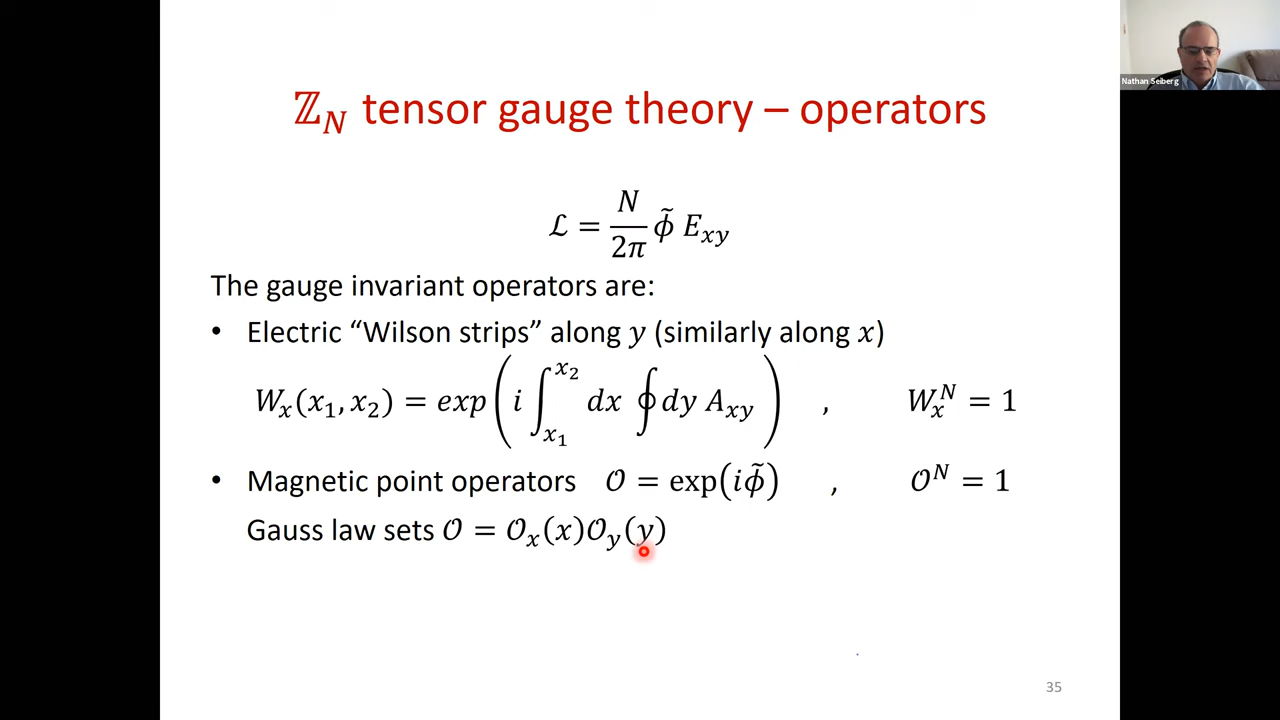 ℤ_N tensor gauge theory – operators
Nathan Seiberg
ℒ = N/2π φ̃ E_xy
The gauge invariant operators are:
• Electric “Wilson strips” along y (similarly along x)
W_x(x_1, x_2) = exp(i ∫_{x_1}^{x_2} dx ∮ dy A_xy) , W_x^N = 1
• Magnetic point operators 𝒪 = exp(iφ̃) , 𝒪^N = 1
Gauss law sets 𝒪 = 𝒪_x(x)𝒪_y(y)
35